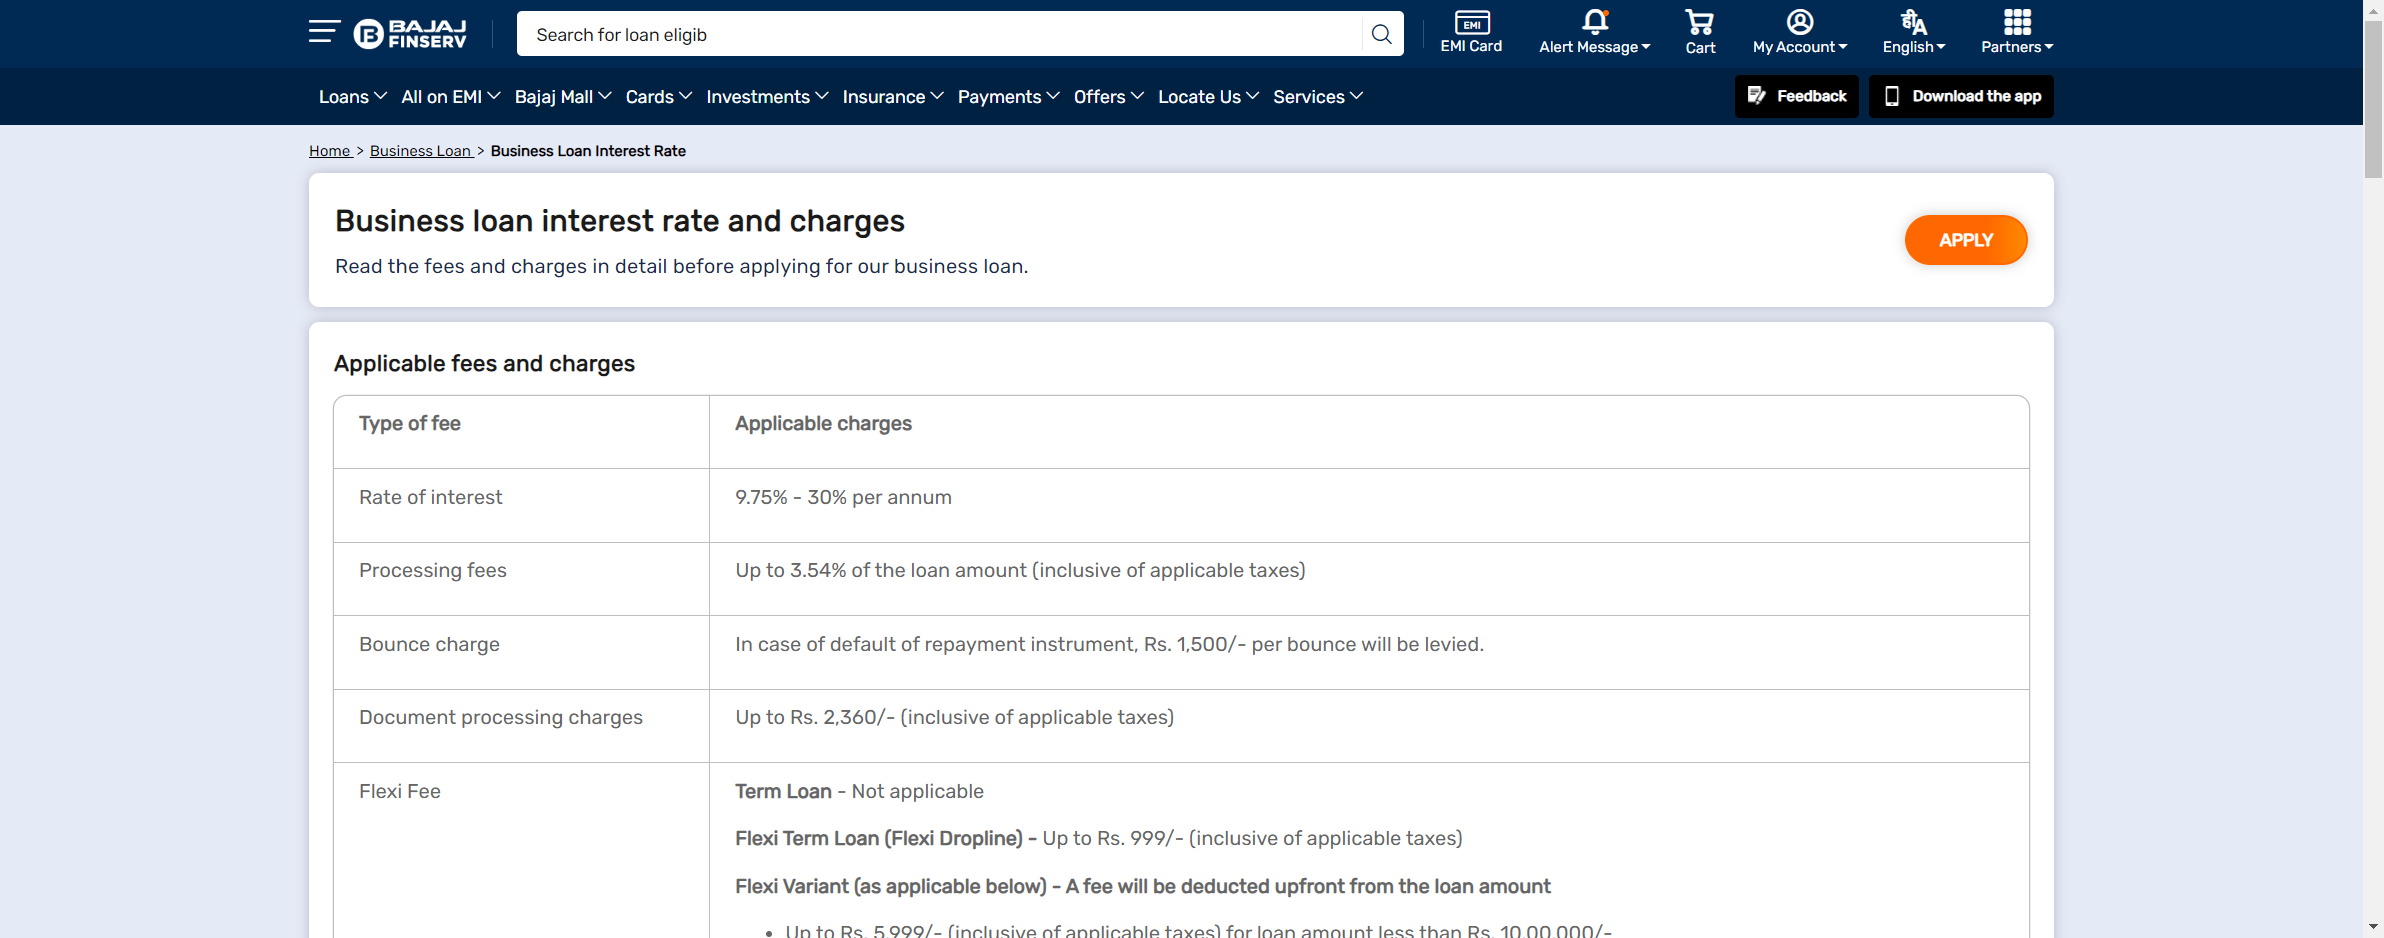 BAJAJ
FINSERV
Search for loan eligib
EMI
EMI Card
Alert Message
Cart
My Account
हीA
English
Partners
Loans All on EMI Bajaj Mall Cards Investments Insurance Payments Offers Locate Us Services
Feedback
Download the app
Home > Business Loan > Business Loan Interest Rate
Business loan interest rate and charges
Read the fees and charges in detail before applying for our business loan.
APPLY
Applicable fees and charges
Type of fee Applicable charges
Rate of interest 9.75% - 30% per annum
Processing fees Up to 3.54% of the loan amount (inclusive of applicable taxes)
Bounce charge In case of default of repayment instrument, Rs. 1,500/- per bounce will be levied.
Document processing charges Up to Rs. 2,360/- (inclusive of applicable taxes)
Flexi Fee Term Loan - Not applicable
Flexi Term Loan (Flexi Dropline) - Up to Rs. 999/- (inclusive of applicable taxes)
Flexi Variant (as applicable below) - A fee will be deducted upfront from the loan amount
• Up to Rs. 5,999/- (inclusive of applicable taxes) for loan amount less than Rs. 10,00,000/-